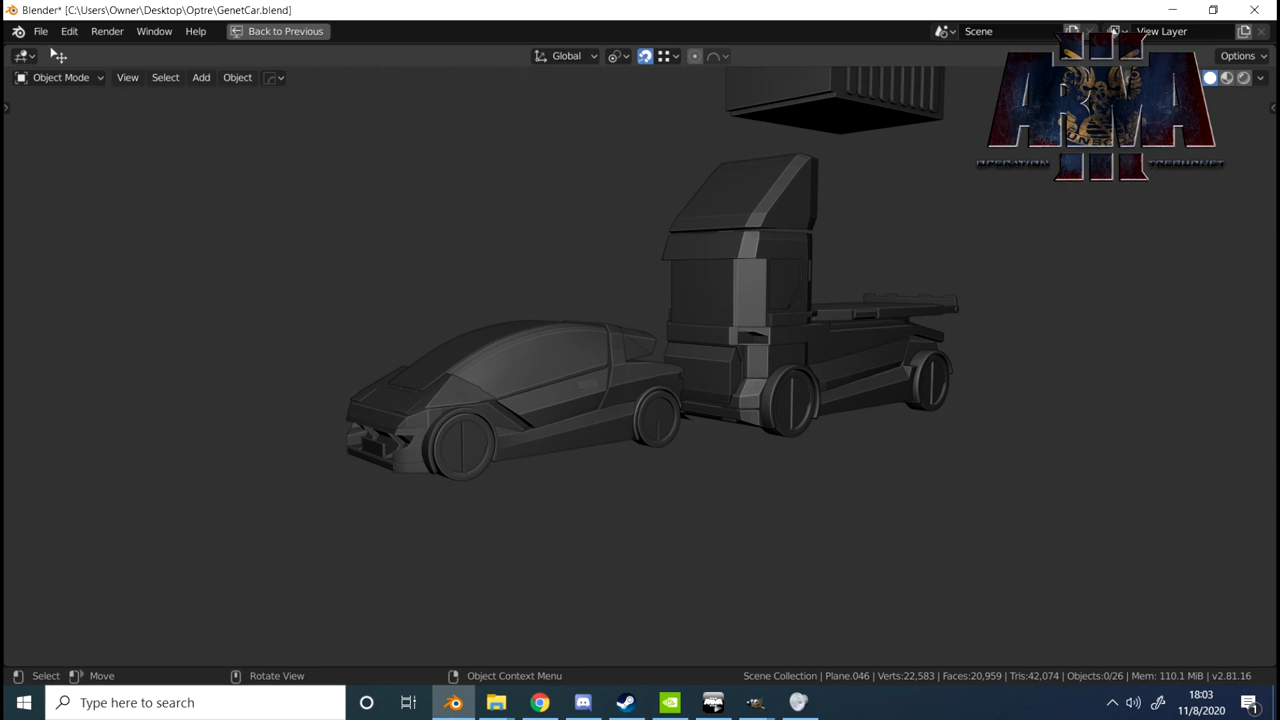 Blender* [C:\Users\Owner\Desktop\Optre\GenetCar.blend]
File Edit Render Window Help Back to Previous Scene View Layer
Global Options
Object Mode View Select Add Object
ARMA
UNSC
OPERATION TREBUCHET
III
Select Move Rotate View Object Context Menu Scene Collection | Plane.046 | Verts:22,583 | Faces:20,959 | Tris:42,074 | Objects:0/26 | Mem: 110.1 MiB | v2.81.16
Type here to search
18:03
11/8/2020
1